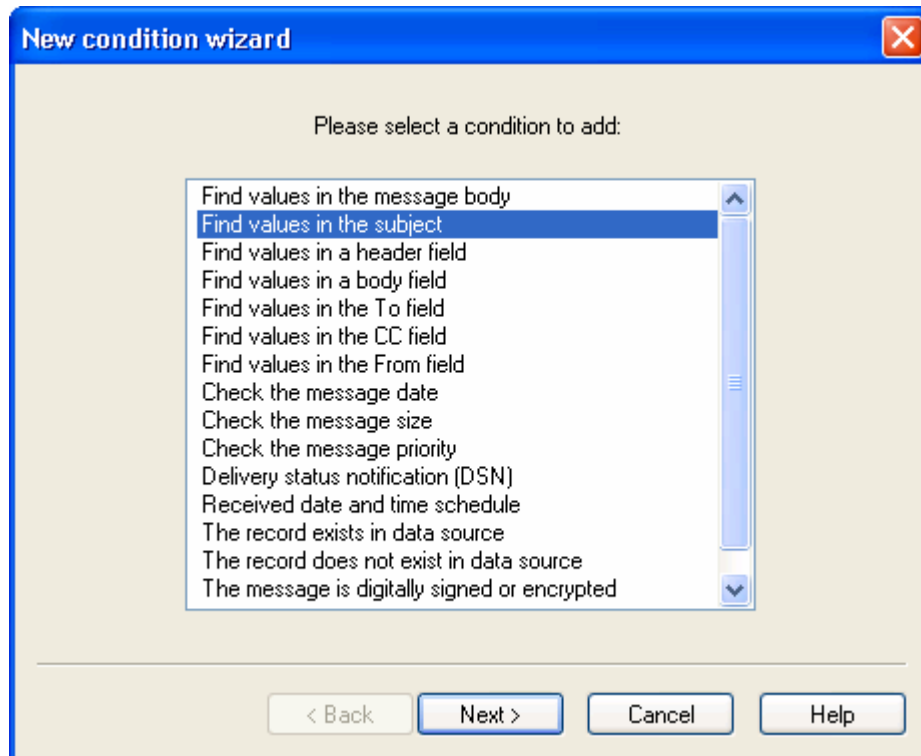 New condition wizard
Please select a condition to add:
Find values in the message body
Find values in the subject
Find values in a header field
Find values in a body field
Find values in the To field
Find values in the CC field
Find values in the From field
Check the message date
Check the message size
Check the message priority
Delivery status notification (DSN)
Received date and time schedule
The record exists in data source
The record does not exist in data source
The message is digitally signed or encrypted
< Back Next > Cancel Help